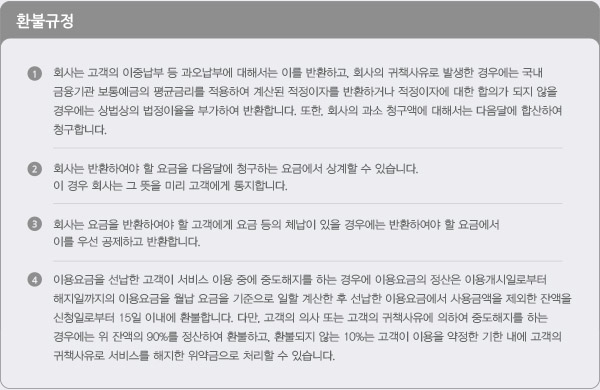 환불규정
1 회사는 고객의 이중납부 등 과오납부에 대해서는 이를 반환하고, 회사의 귀책사유로 발생한 경우에는 국내
금융기관 보통예금의 평균금리를 적용하여 계산된 적정이자를 반환하거나 적정이자에 대한 합의가 되지 않을
경우에는 상법상의 법정이율을 부가하여 반환합니다. 또한, 회사의 과소 청구액에 대해서는 다음달에 합산하여
청구합니다.
2 회사는 반환하여야 할 요금을 다음달에 청구하는 요금에서 상계할 수 있습니다.
이 경우 회사는 그 뜻을 미리 고객에게 통지합니다.
3 회사는 요금을 반환하여야 할 고객에게 요금 등의 체납이 있을 경우에는 반환하여야 할 요금에서
이를 우선 공제하고 반환합니다.
4 이용요금을 선납한 고객이 서비스 이용 중에 중도해지를 하는 경우에 이용요금의 정산은 이용개시일로부터
해지일까지의 이용요금을 월납 요금을 기준으로 일할 계산한 후 선납한 이용요금에서 사용금액을 제외한 잔액을
신청일로부터 15일 이내에 환불합니다. 다만, 고객의 의사 또는 고객의 귀책사유에 의하여 중도해지를 하는
경우에는 위 잔액의 90%를 정산하여 환불하고, 환불되지 않는 10%는 고객이 이용을 약정한 기한 내에 고객의
귀책사유로 서비스를 해지한 위약금으로 처리할 수 있습니다.